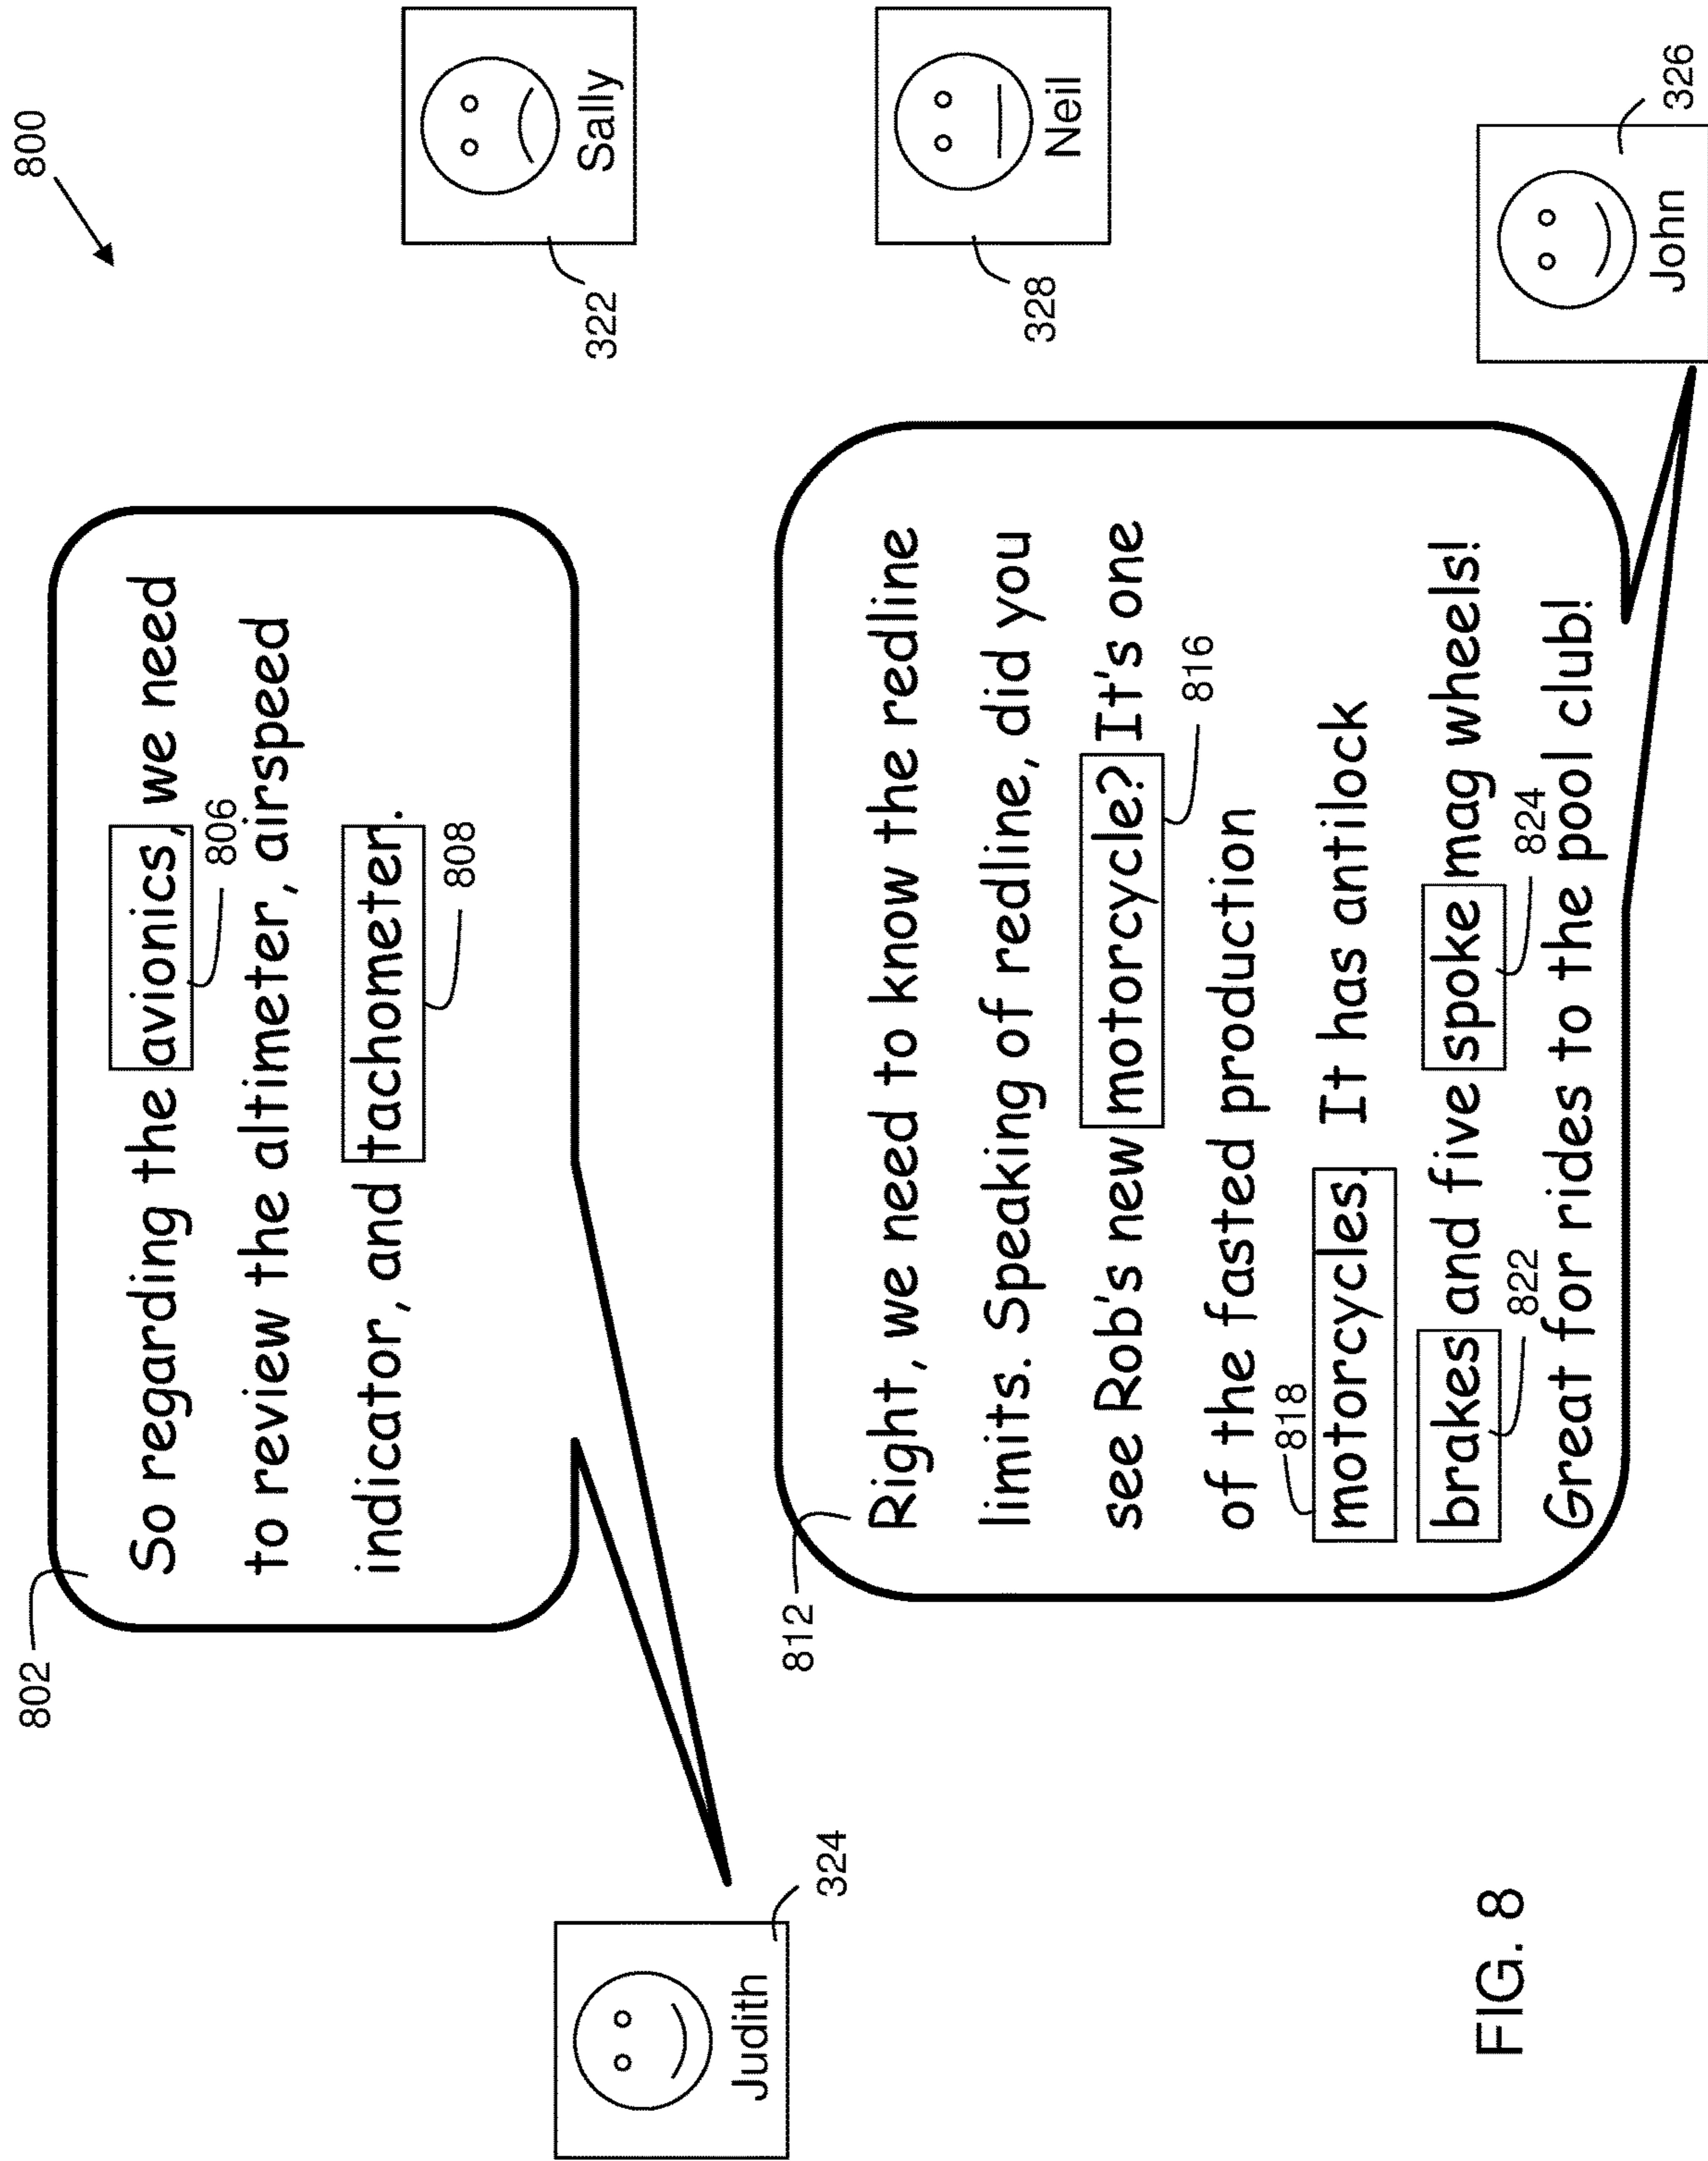 800
802
So regarding the avionics, we need
806
to review the altimeter, airspeed
indicator, and tachometer.
808
Sally
322
Judith
324
Neil
328
812
Right, we need to know the redline
limits. Speaking of redline, did you
see Rob's new motorcycle? It's one
816
of the fasted production
818
motorcycles. It has antilock
brakes and five spoke mag wheels!
822
824
Great for rides to the pool club!
John
326
FIG. 8